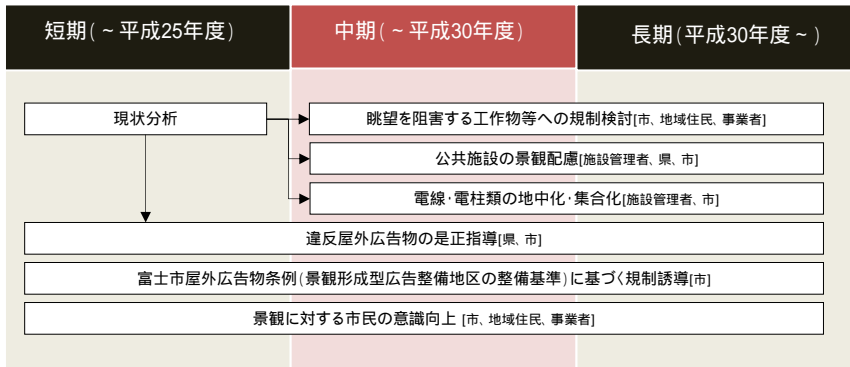 短期(~平成25年度)
中期(~平成30年度)
長期(平成30年度~)
現状分析
眺望を阻害する工作物等への規制検討[市、地域住民、事業者]
公共施設の景観配慮[施設管理者、県、市]
電線・電柱類の地中化・集合化[施設管理者、市]
違反屋外広告物の是正指導[県、市]
富士市屋外広告物条例(景観形成型広告整備地区の整備基準)に基づく規制誘導[市]
景観に対する市民の意識向上 [市、地域住民、事業者]